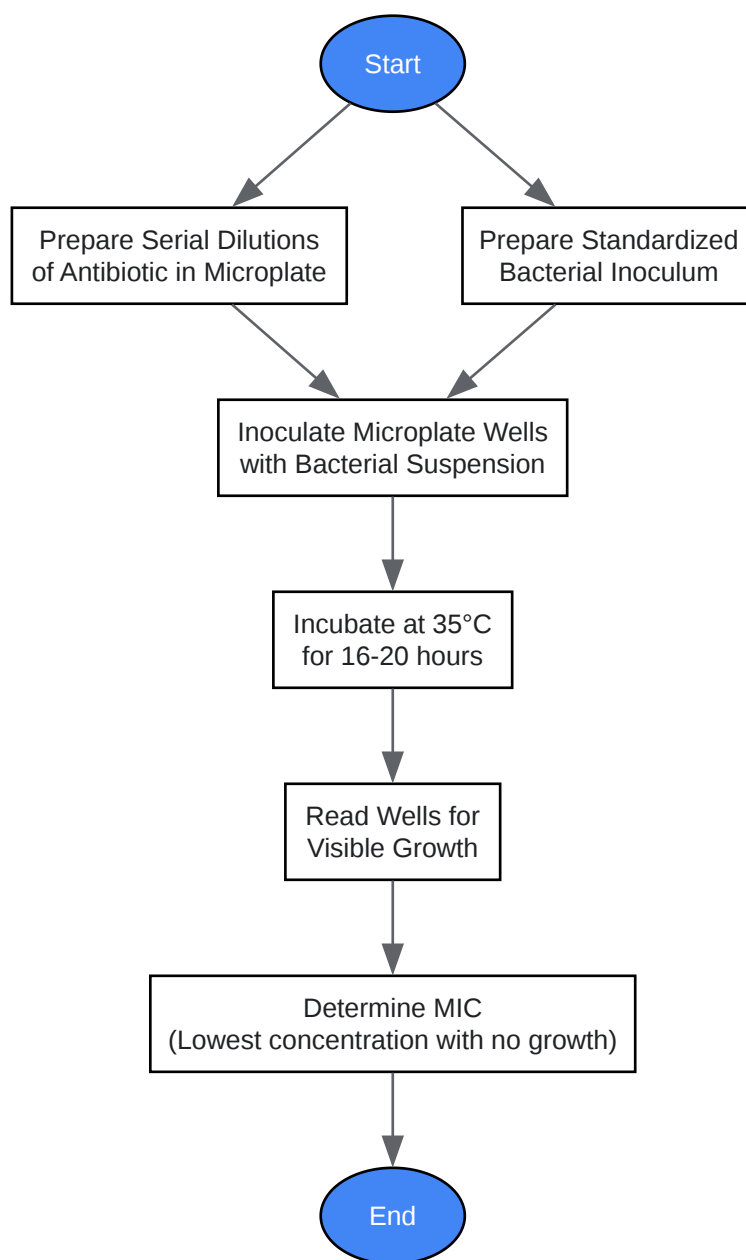 Start
Prepare Serial Dilutions
of Antibiotic in Microplate
Prepare Standardized
Bacterial Inoculum
Inoculate Microplate Wells
with Bacterial Suspension
Incubate at 35°C
for 16-20 hours
Read Wells for
Visible Growth
Determine MIC
(Lowest concentration with no growth)
End